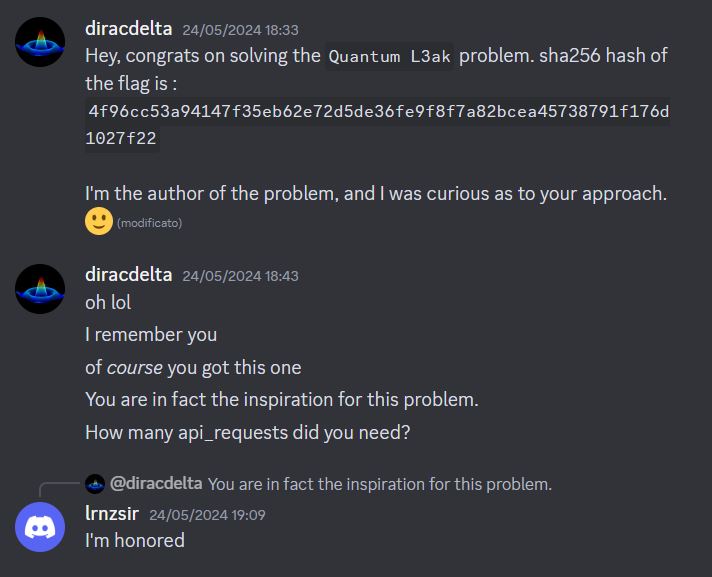 diracdelta 24/05/2024 18:33
Hey, congrats on solving the Quantum L3ak problem. sha256 hash of
the flag is :
4f96cc53a94147f35eb62e72d5de36fe9f8f7a82bcea45738791f176d
1027f22
I'm the author of the problem, and I was curious as to your approach.
(modificato)
diracdelta 24/05/2024 18:43
oh lol
I remember you
of course you got this one
You are in fact the inspiration for this problem.
How many api_requests did you need?
@diracdelta You are in fact the inspiration for this problem.
lrnzsir 24/05/2024 19:09
I'm honored